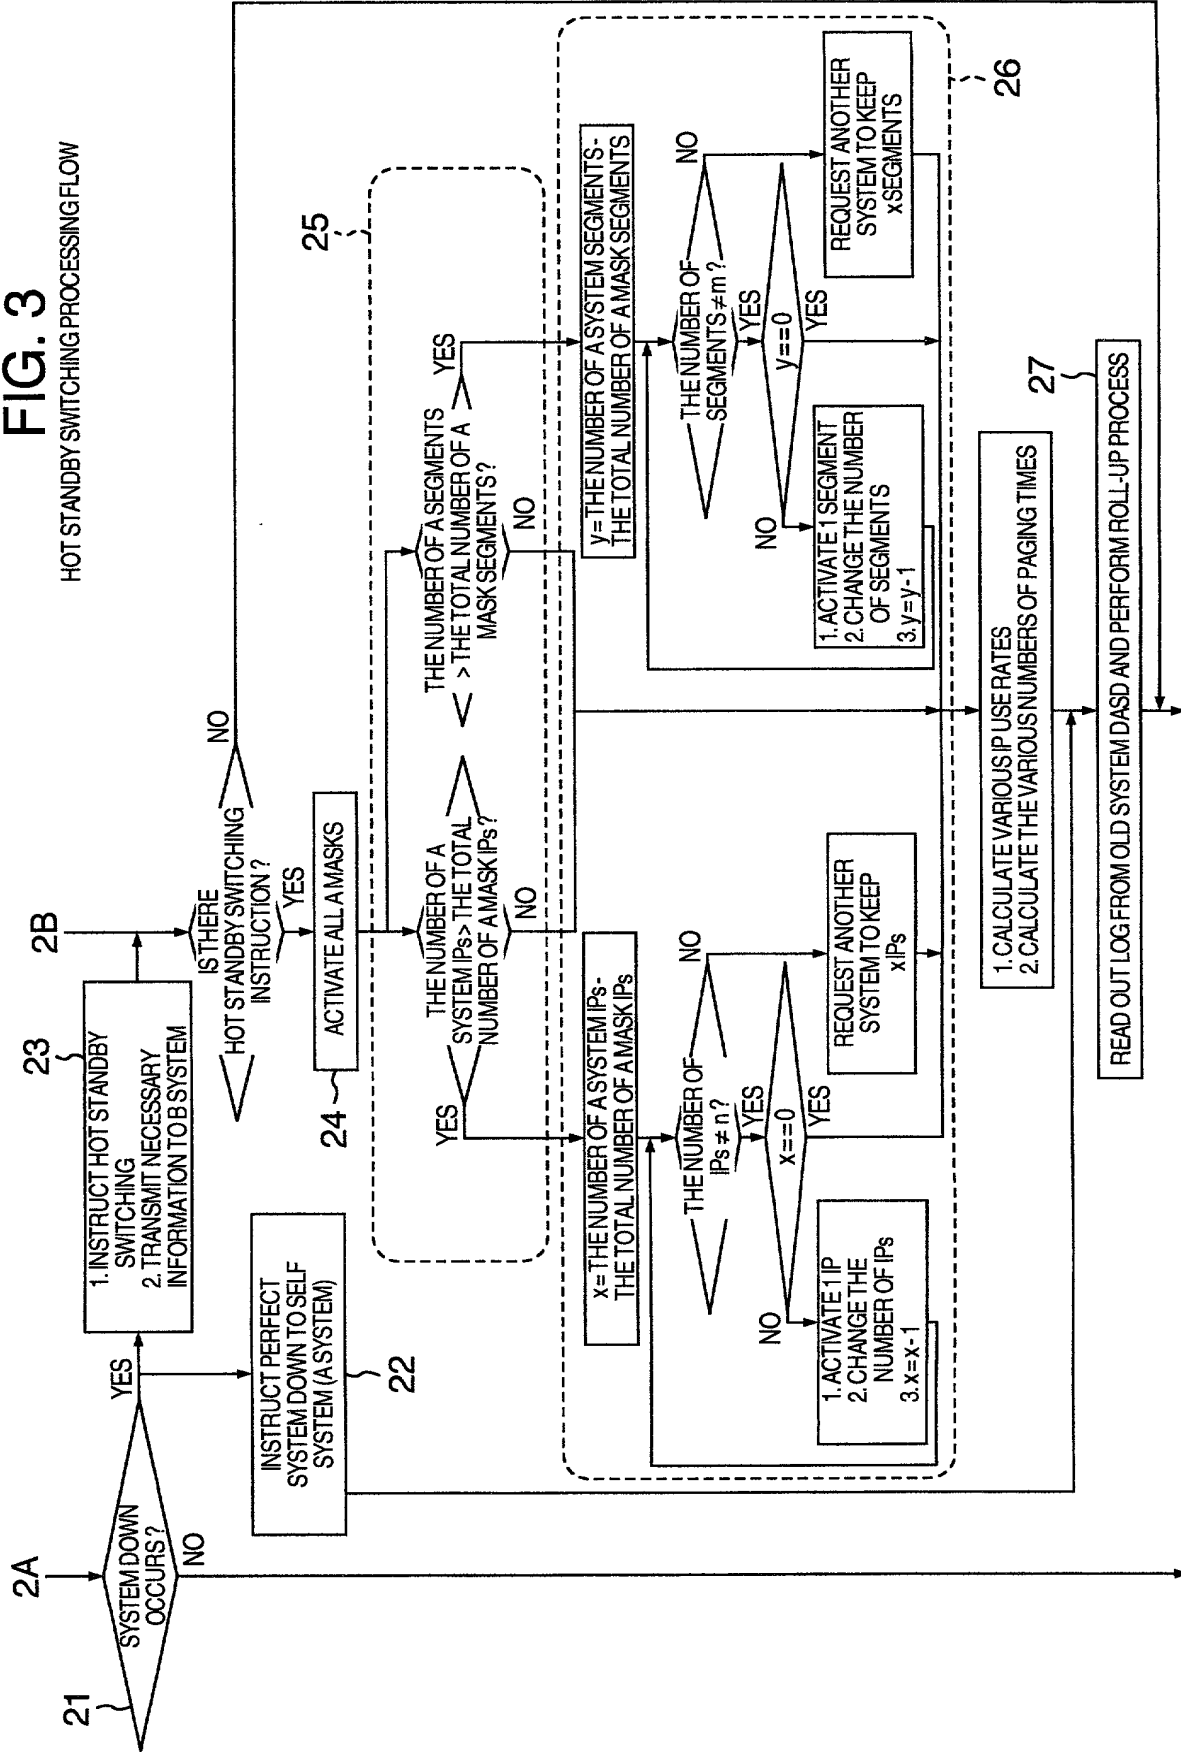 FIG. 3
HOT STANDBY SWITCHING PROCESSING FLOW
2A
21
SYSTEM DOWN
OCCURS ?
YES
NO
22
INSTRUCT PERFECT
SYSTEM DOWN TO SELF
SYSTEM (A SYSTEM)
23
1. INSTRUCT HOT STANDBY
SWITCHING
2. TRANSMIT NECESSARY
INFORMATION TO B SYSTEM
2B
IS THERE
HOT STANDBY SWITCHING
INSTRUCTION ?
NO
YES
24
ACTIVATE ALL A MASKS
25
THE NUMBER OF A
SYSTEM IPs > THE TOTAL
NUMBER OF A MASK IPs?
YES
NO
THE NUMBER OF A SEGMENTS
> THE TOTAL NUMBER OF A
MASK SEGMENTS?
YES
NO
26
x = THE NUMBER OF A SYSTEM IPs -
THE TOTAL NUMBER OF A MASK IPs
THE NUMBER OF
IPs ≠ n ?
NO
YES
x==0
NO
YES
1. ACTIVATE 1 IP
2. CHANGE THE
NUMBER OF IPs
3. x=x-1
REQUEST ANOTHER
SYSTEM TO KEEP
x IPs
y = THE NUMBER OF A SYSTEM SEGMENTS -
THE TOTAL NUMBER OF A MASK SEGMENTS
THE NUMBER OF
SEGMENTS ≠ m ?
NO
YES
y==0
NO
YES
1. ACTIVATE 1 SEGMENT
2. CHANGE THE NUMBER
OF SEGMENTS
3. y=y-1
REQUEST ANOTHER
SYSTEM TO KEEP
xSEGMENTS
1. CALCULATE VARIOUS IP USE RATES
2. CALCULATE THE VARIOUS NUMBERS OF PAGING TIMES
27
READ OUT LOG FROM OLD SYSTEM DASD AND PERFORM ROLL-UP PROCESS